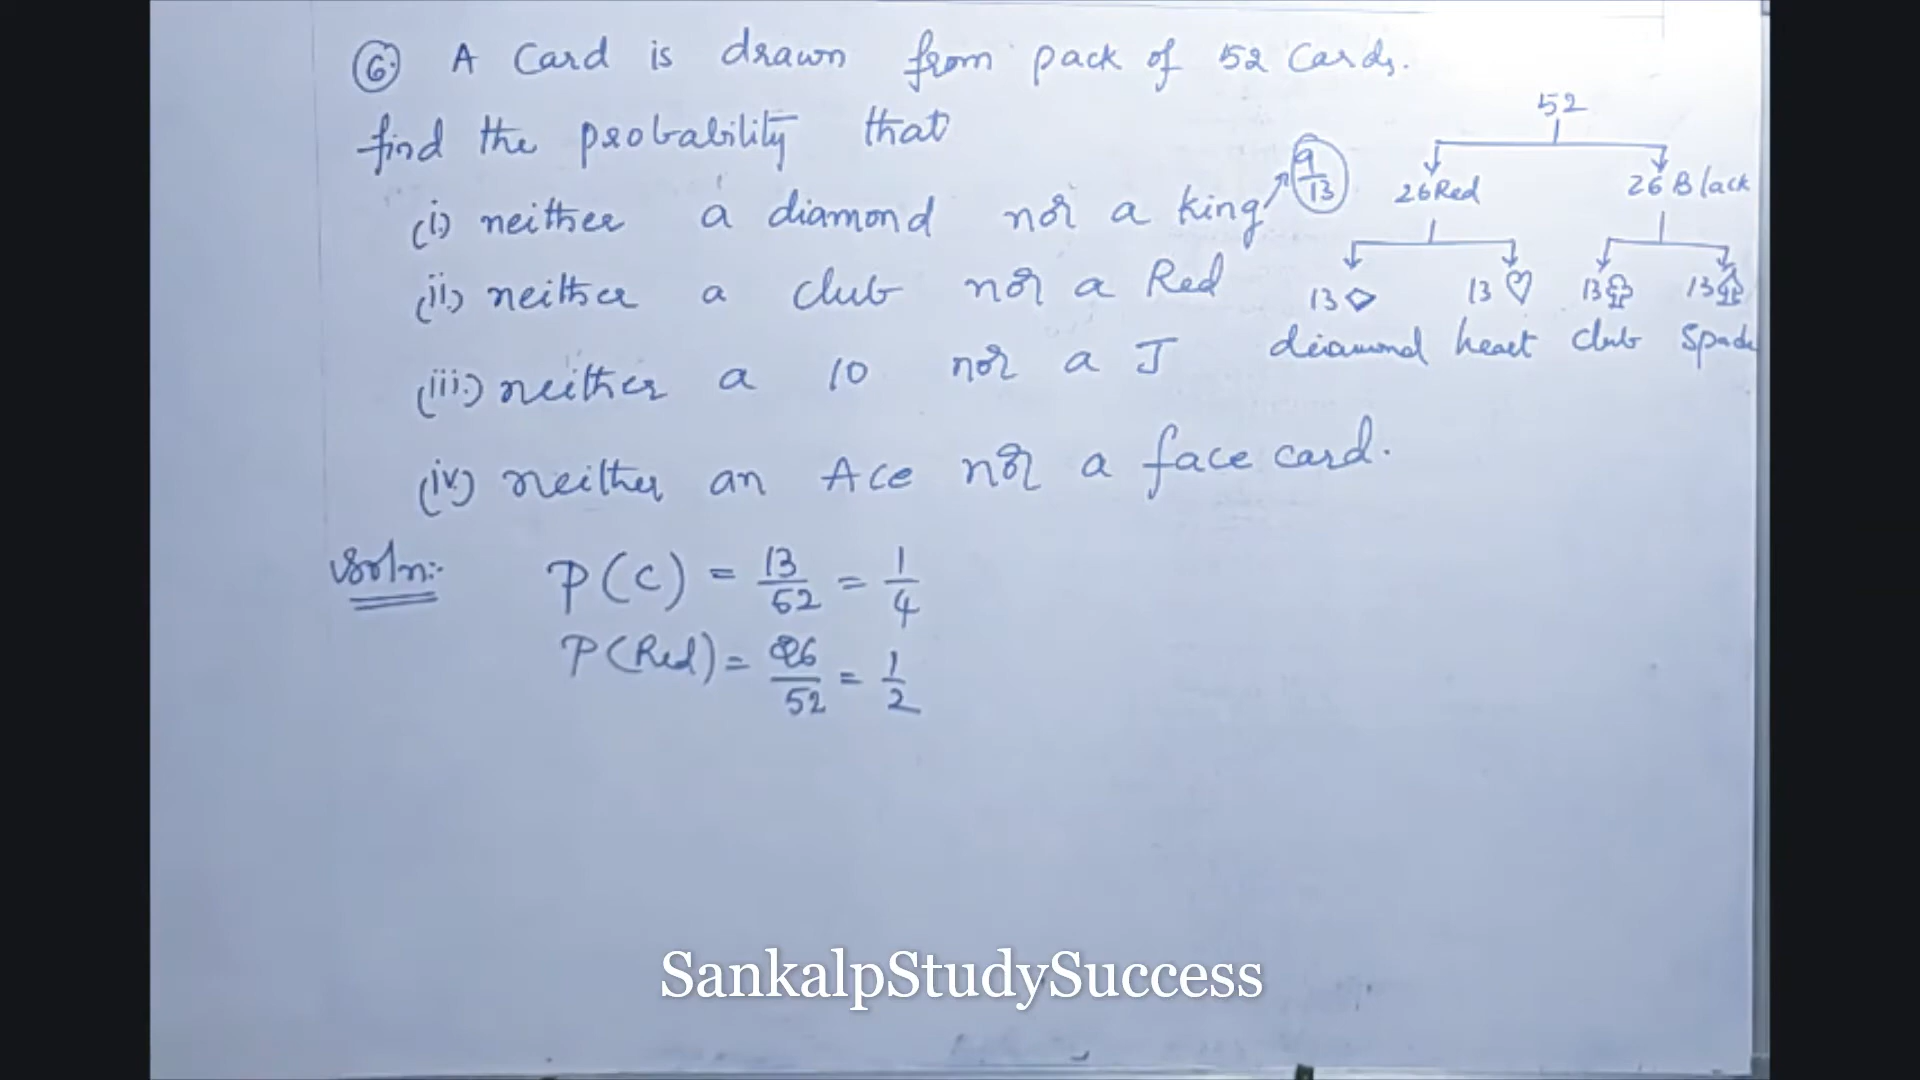 6. A Card is drawn from pack of 52 Cards.
find the probability that
(i) neither a diamond nor a king → 9/13
(ii) neither a club nor a Red
(iii) neither a 10 nor a J
(iv) neither an Ace nor a face card.
52
26 Red 26 Black
13 ♢ 13 ♡ 13 ♧ 13 ♤
diamond heart club Spade
Soln:-
P(C) = 13/52 = 1/4
P(Red) = 26/52 = 1/2
SankalpStudySuccess